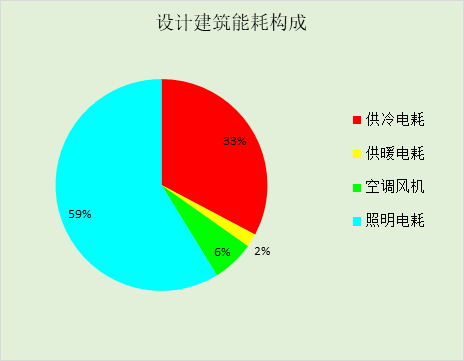 设计建筑能耗构成
33%
2%
6%
59%
供冷电耗
供暖电耗
空调风机
照明电耗